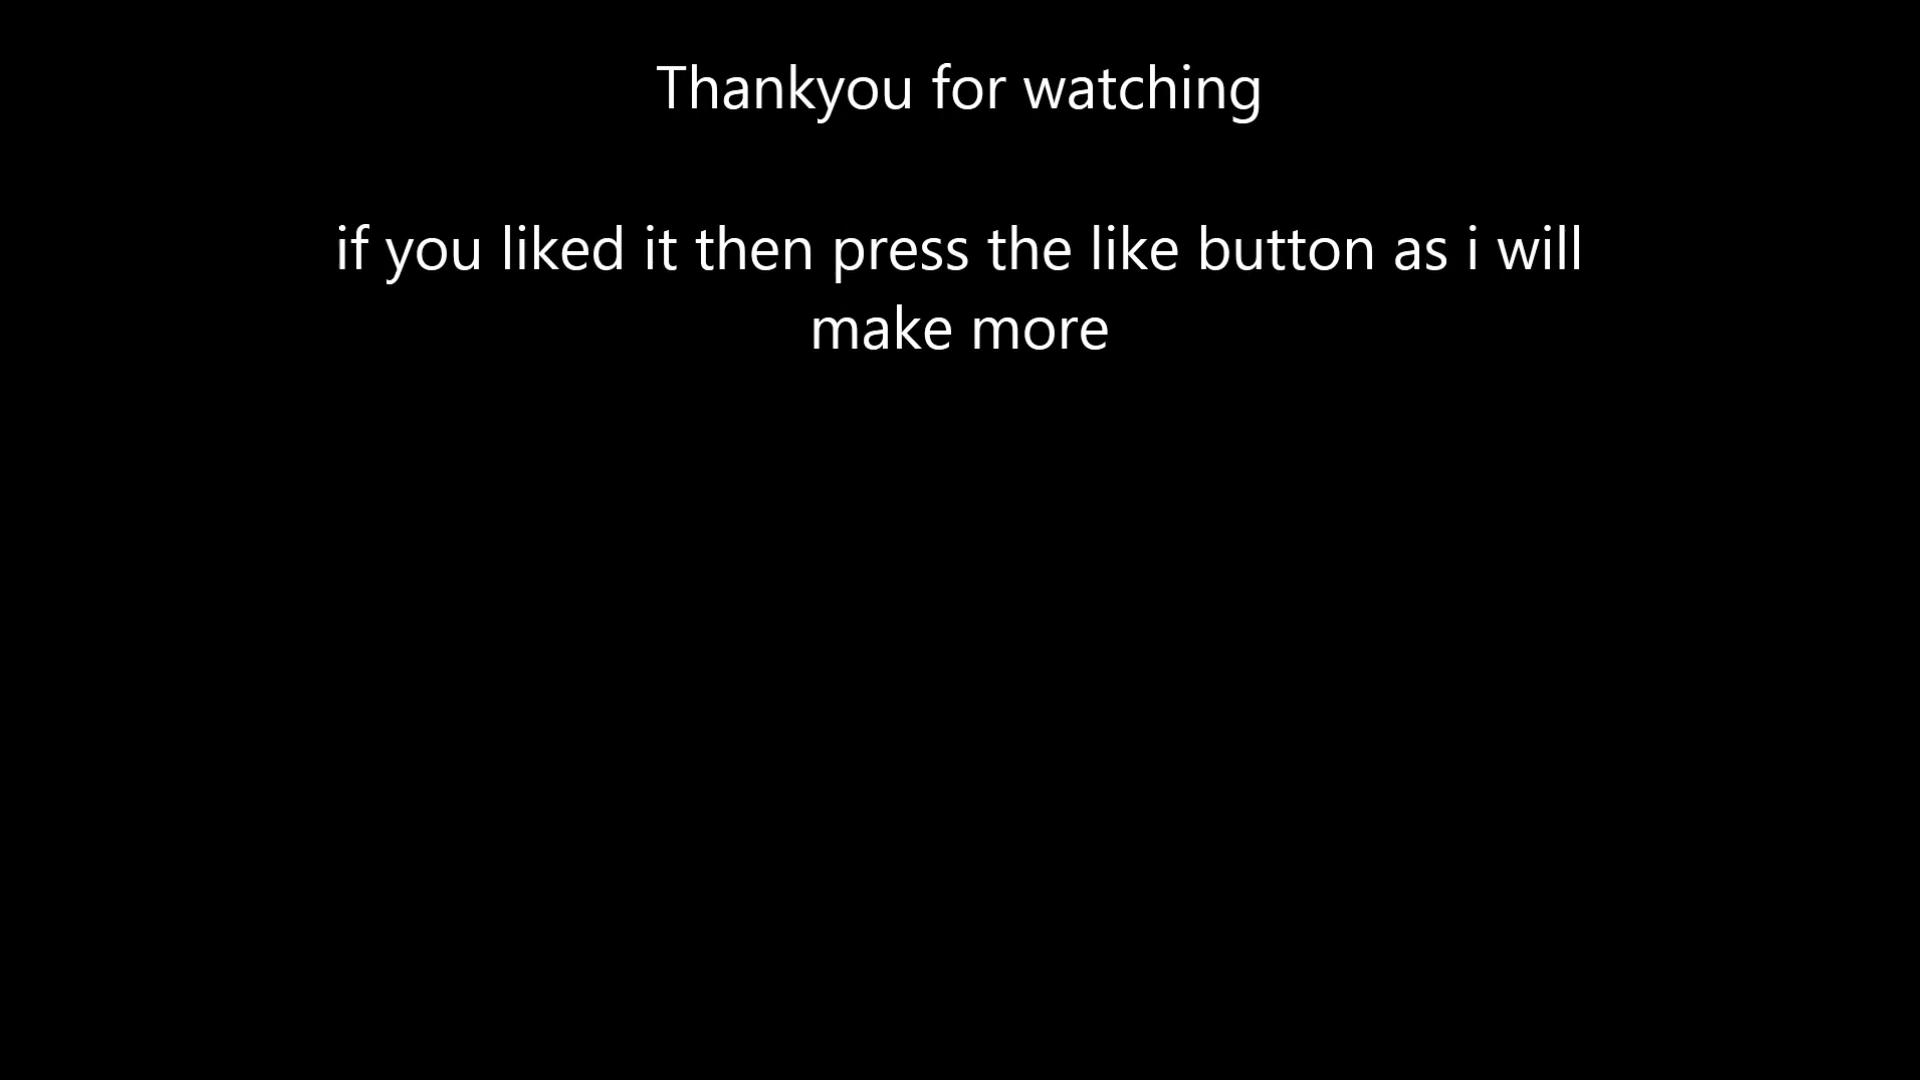 Thankyou for watching
if you liked it then press the like button as i will
make more